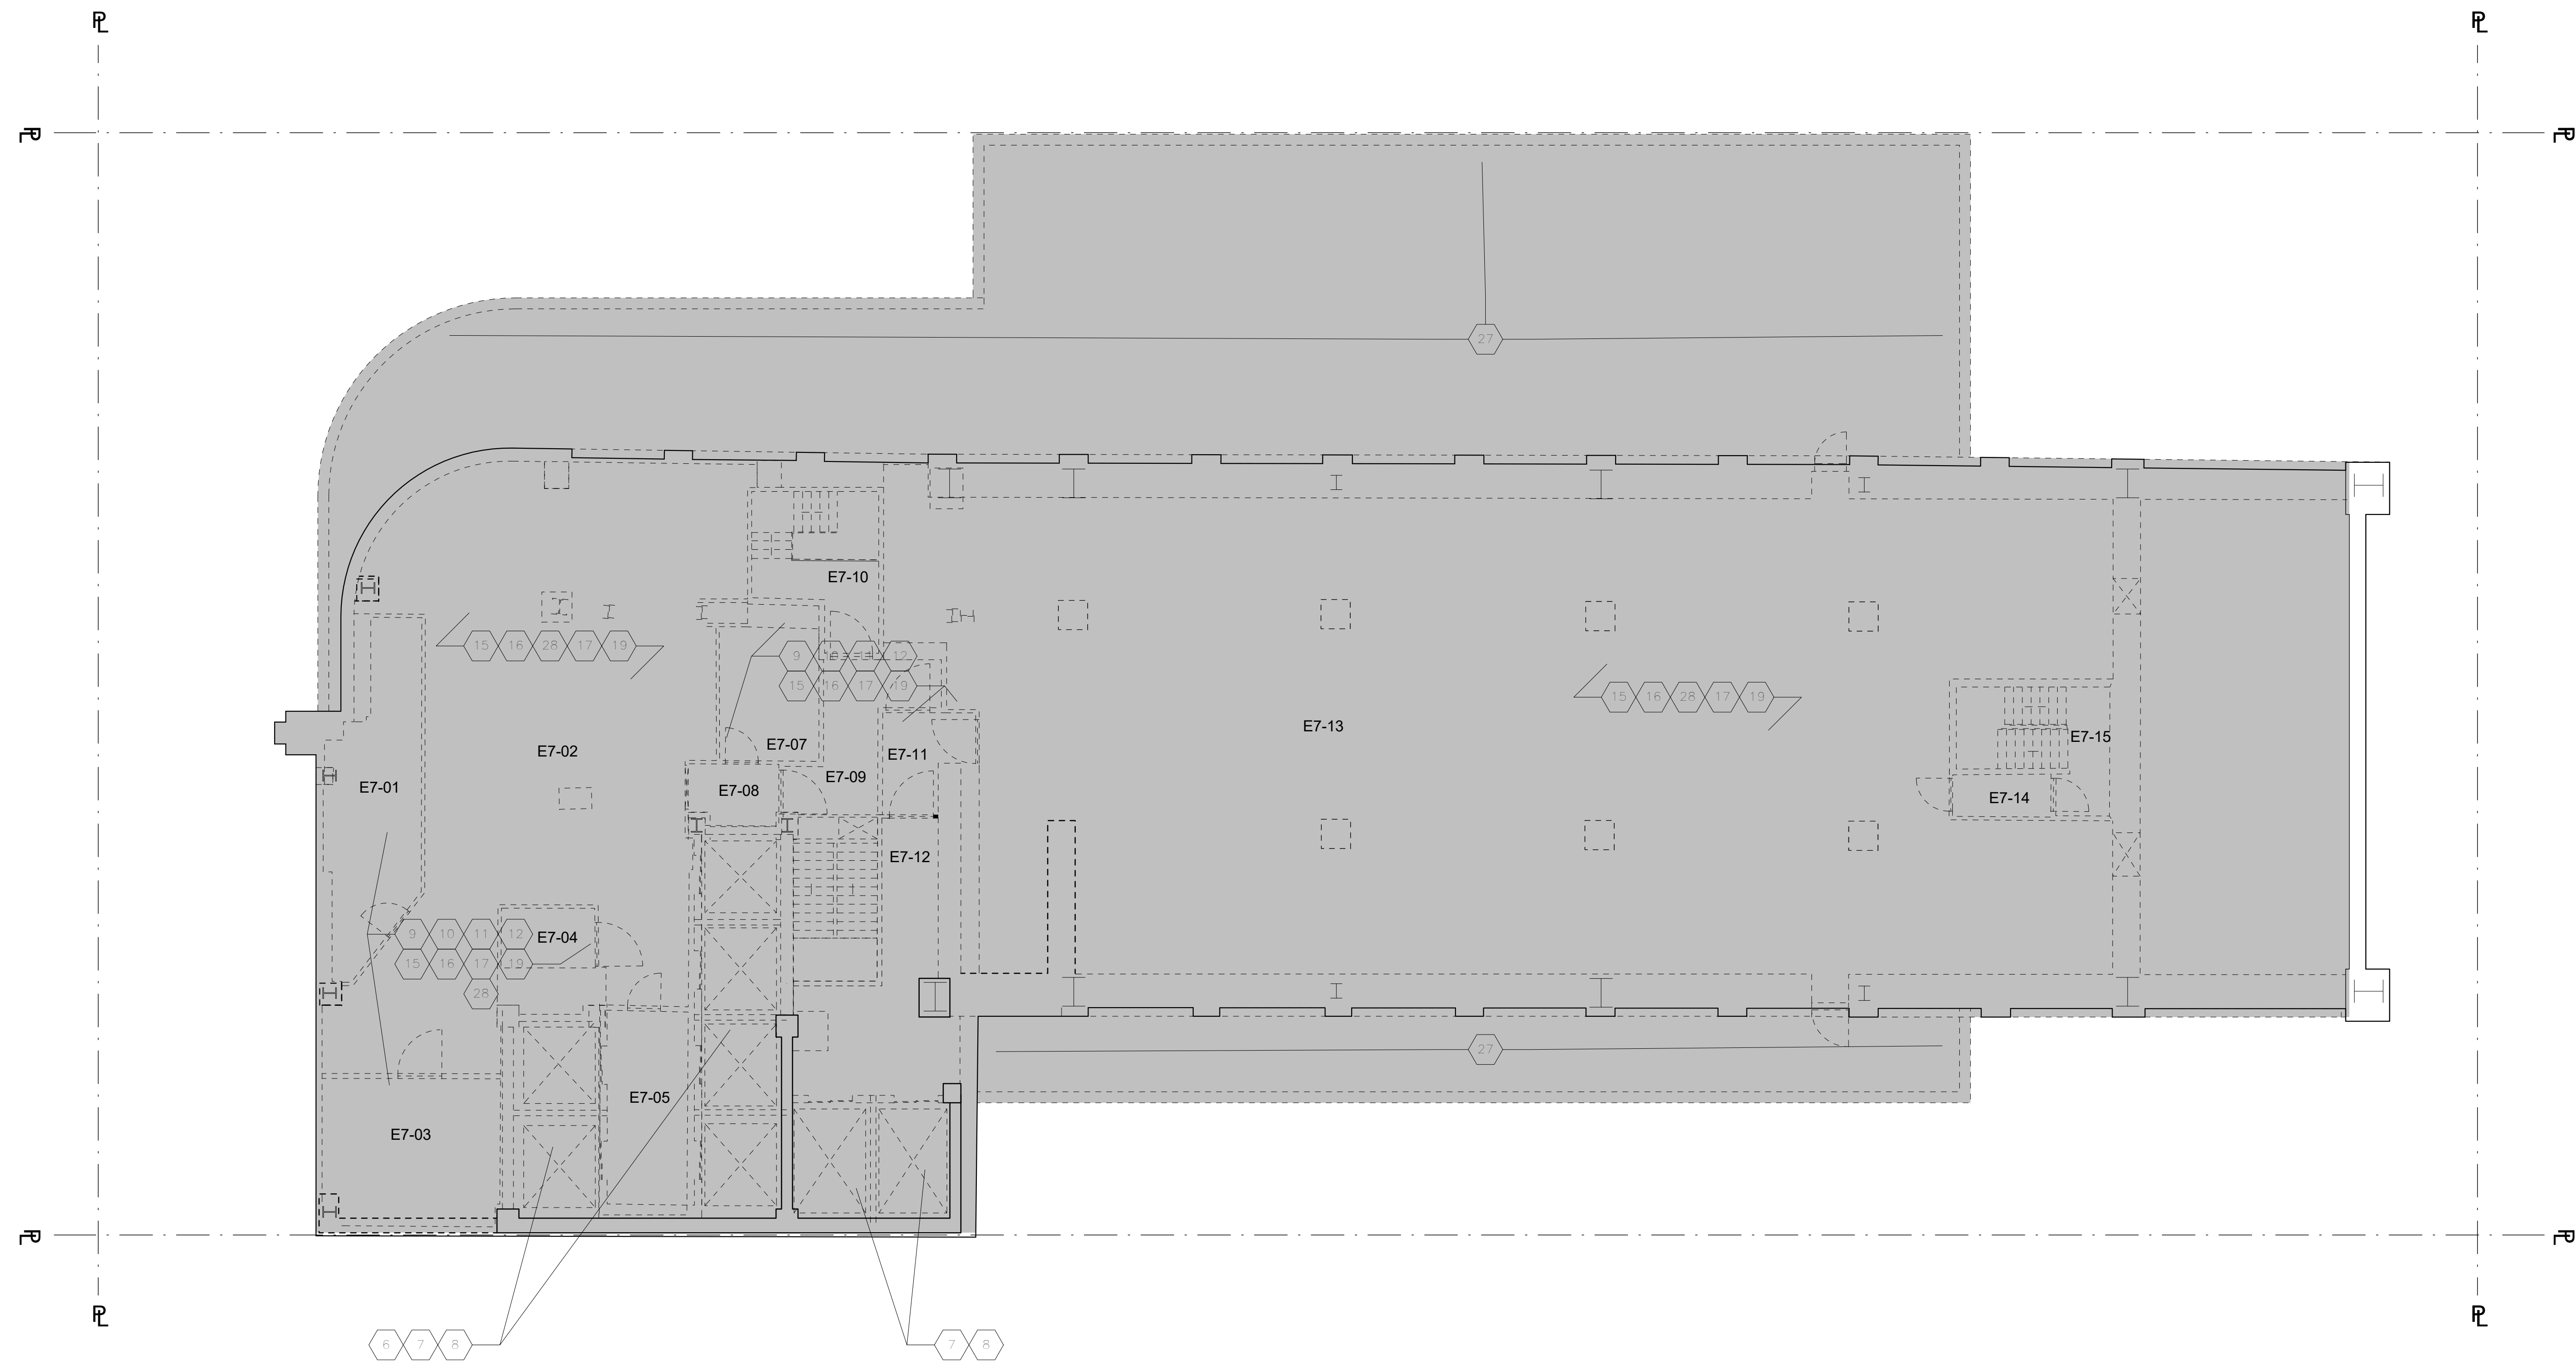 PL PL
PL PL
27
E7-10
15 16 28 17 19
9 10 11 12
15 16 17 19
15 16 28 17 19
E7-13
E7-02 E7-07 E7-11 E7-15
E7-01 E7-08 E7-09 E7-14
E7-12
9 10 11 12 E7-04
15 16 17 19
28
27
E7-05
E7-03
PL PL
PL PL
6 7 8 7 8